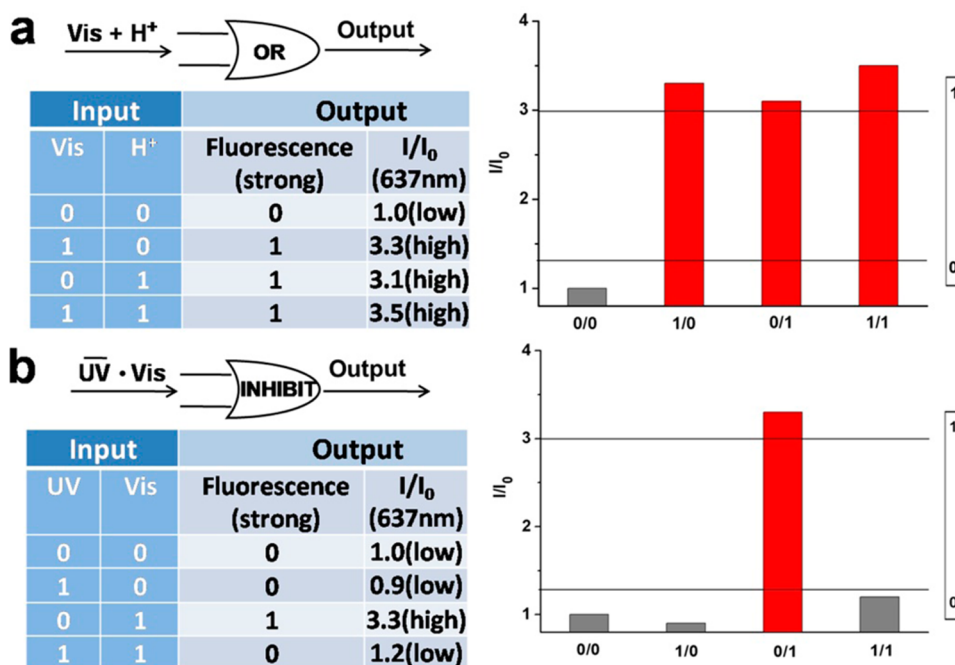 a
Vis + H⁺
OR
Output
Input Output
Vis H⁺ Fluorescence (strong) I/I₀ (637nm)
0 0 0 1.0(low)
1 0 1 3.3(high)
0 1 1 3.1(high)
1 1 1 3.5(high)
I/I₀
4
3
2
1
0/0 1/0 0/1 1/1
1
0
b
U̅V̅ · Vis
INHIBIT
Output
Input Output
UV Vis Fluorescence (strong) I/I₀ (637nm)
0 0 0 1.0(low)
1 0 0 0.9(low)
0 1 1 3.3(high)
1 1 0 1.2(low)
I/I₀
4
3
2
1
0/0 1/0 0/1 1/1
1
0